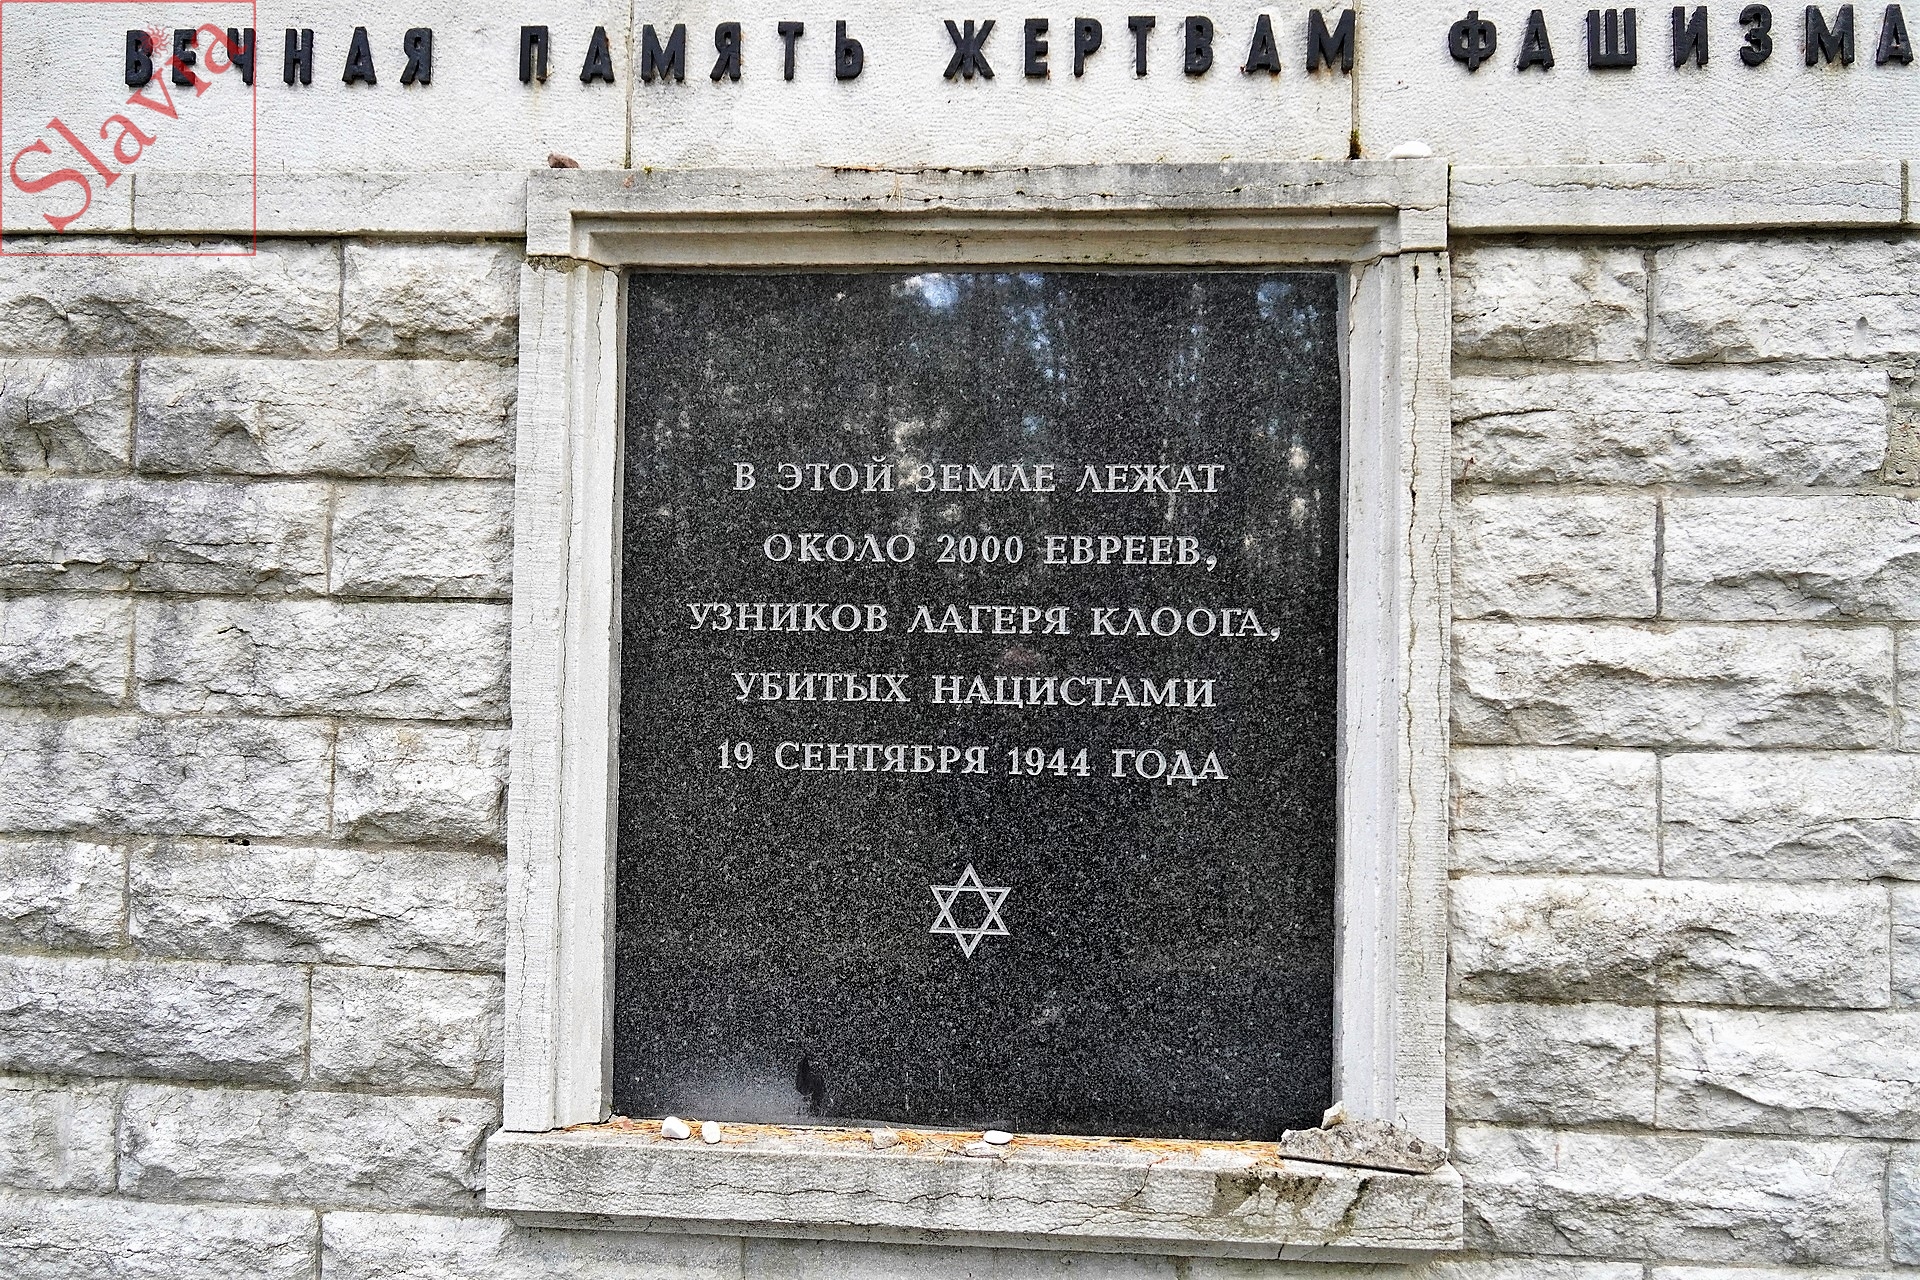 ВЕЧНАЯ ПАМЯТЬ ЖЕРТВАМ ФАШИЗМА
Slavia
В ЭТОЙ ЗЕМЛЕ ЛЕЖАТ
ОКОЛО 2000 ЕВРЕЕВ,
УЗНИКОВ ЛАГЕРЯ КЛООГА,
УБИТЫХ НАЦИСТАМИ
19 СЕНТЯБРЯ 1944 ГОДА